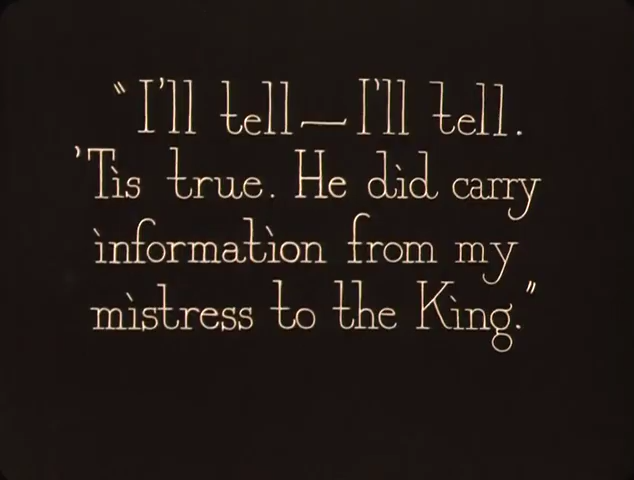 "I'll tell—I'll tell.
'Tis true. He did carry
information from my
mistress to the King."